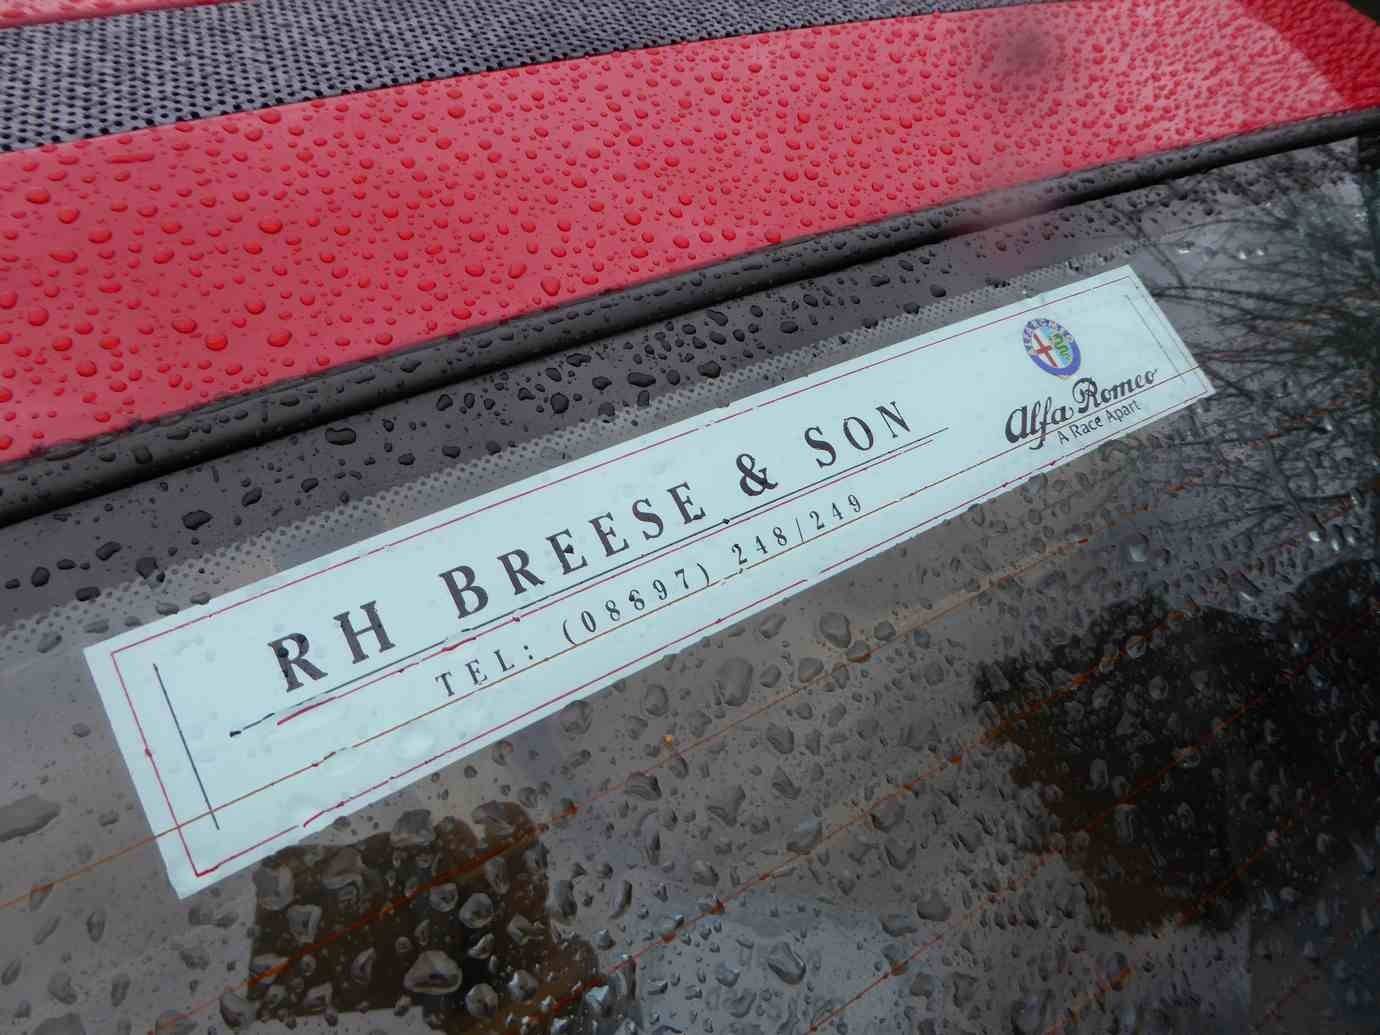 RH BREESE & SON
TEL: (08697) 248/249
Alfa Romeo
A Race Apart